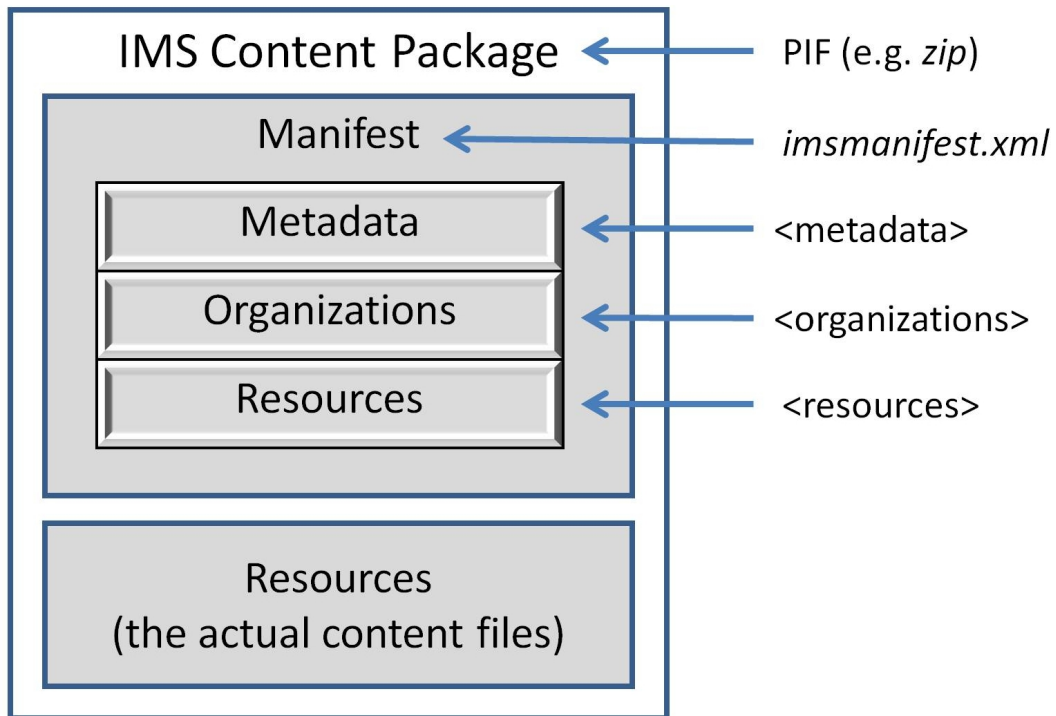 IMS Content Package
PIF (e.g. zip)
Manifest
imsmanifest.xml
Metadata
<metadata>
Organizations
<organizations>
Resources
<resources>
Resources
(the actual content files)